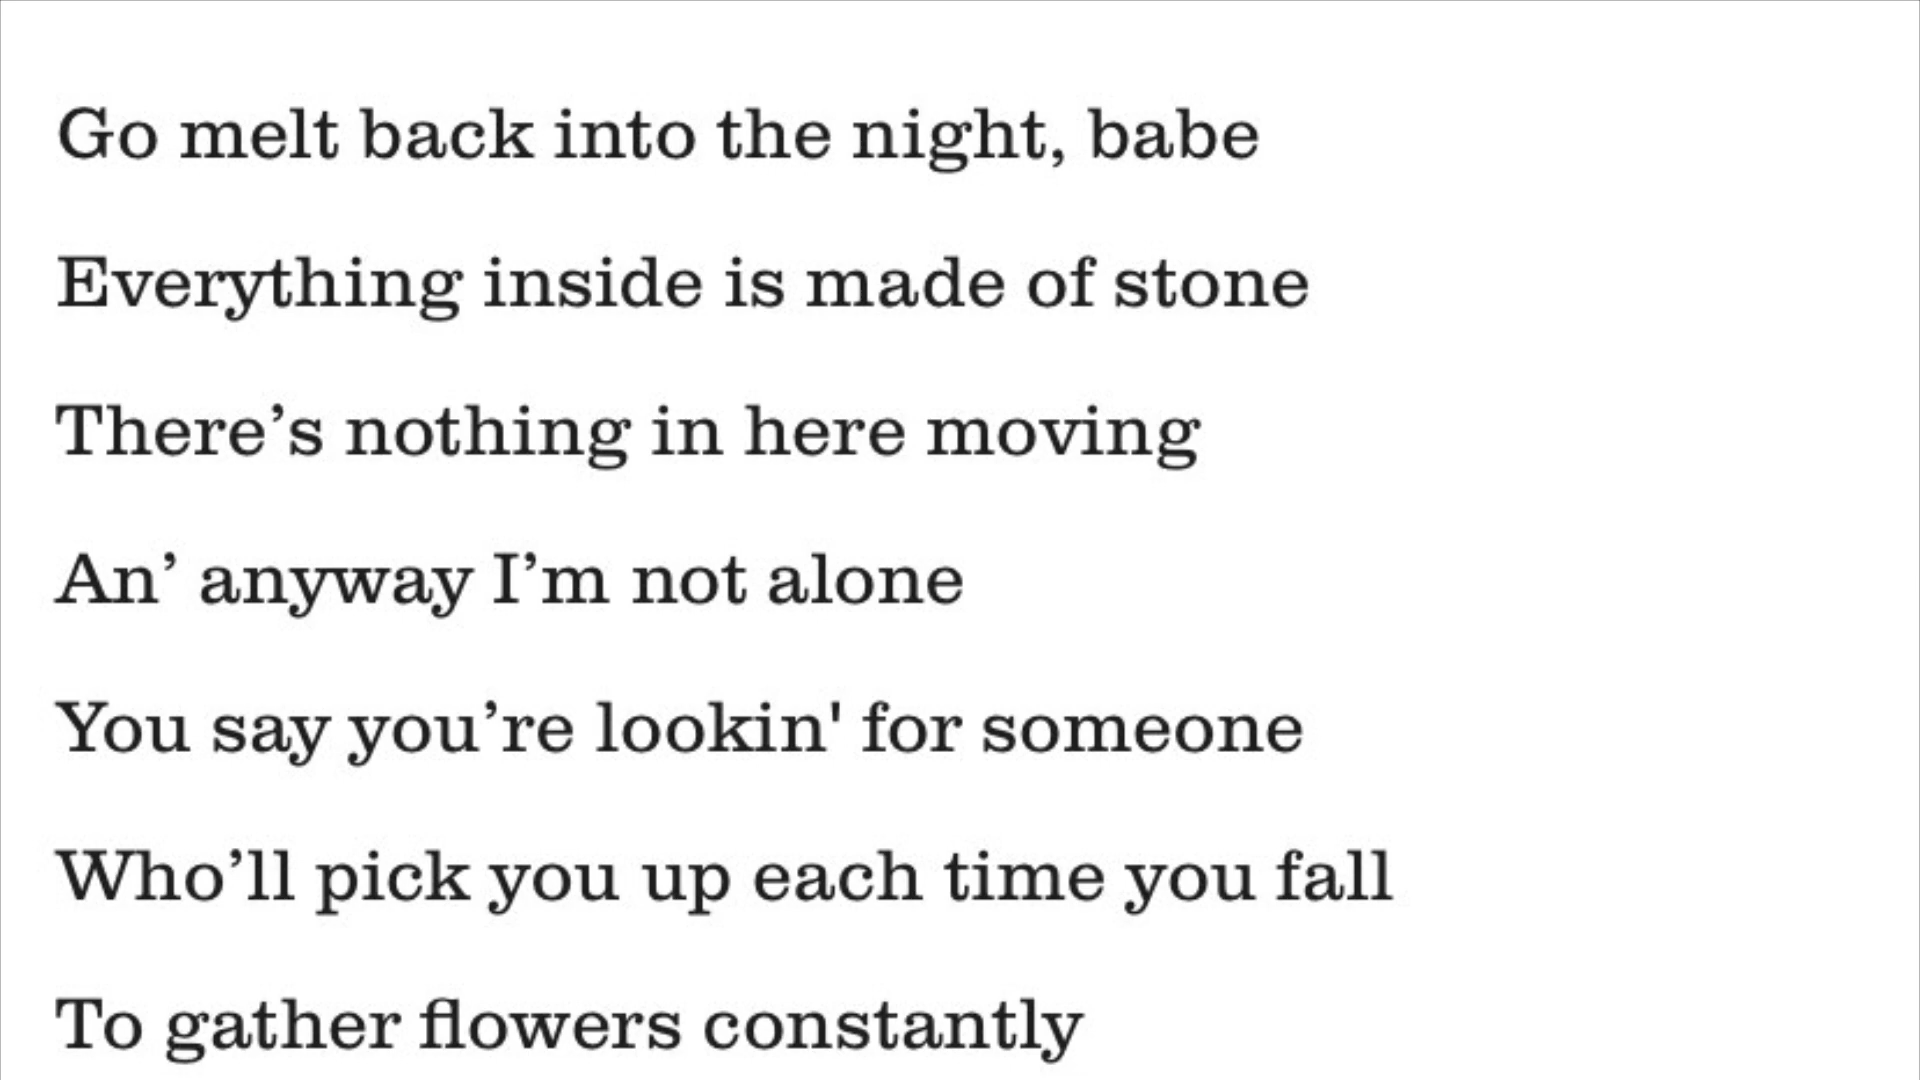 Go melt back into the night, babe
Everything inside is made of stone
There’s nothing in here moving
An’ anyway I’m not alone
You say you’re lookin' for someone
Who’ll pick you up each time you fall
To gather flowers constantly